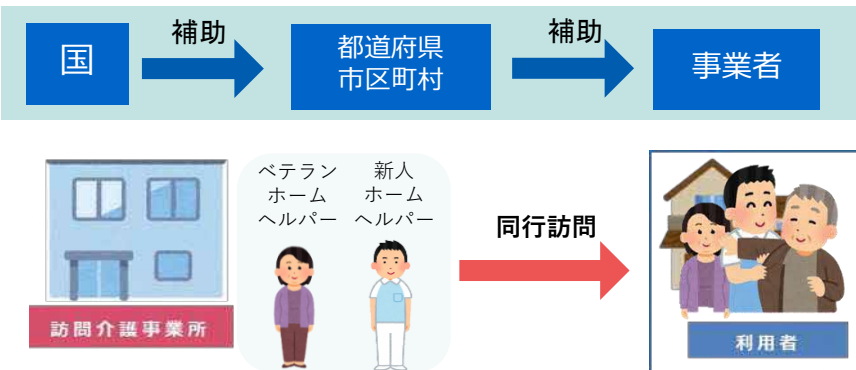 国
補助
都道府県
市区町村
補助
事業者
ベテラン
ホーム
ヘルパー
新人
ホーム
ヘルパー
同行訪問
訪問介護事業所
利用者